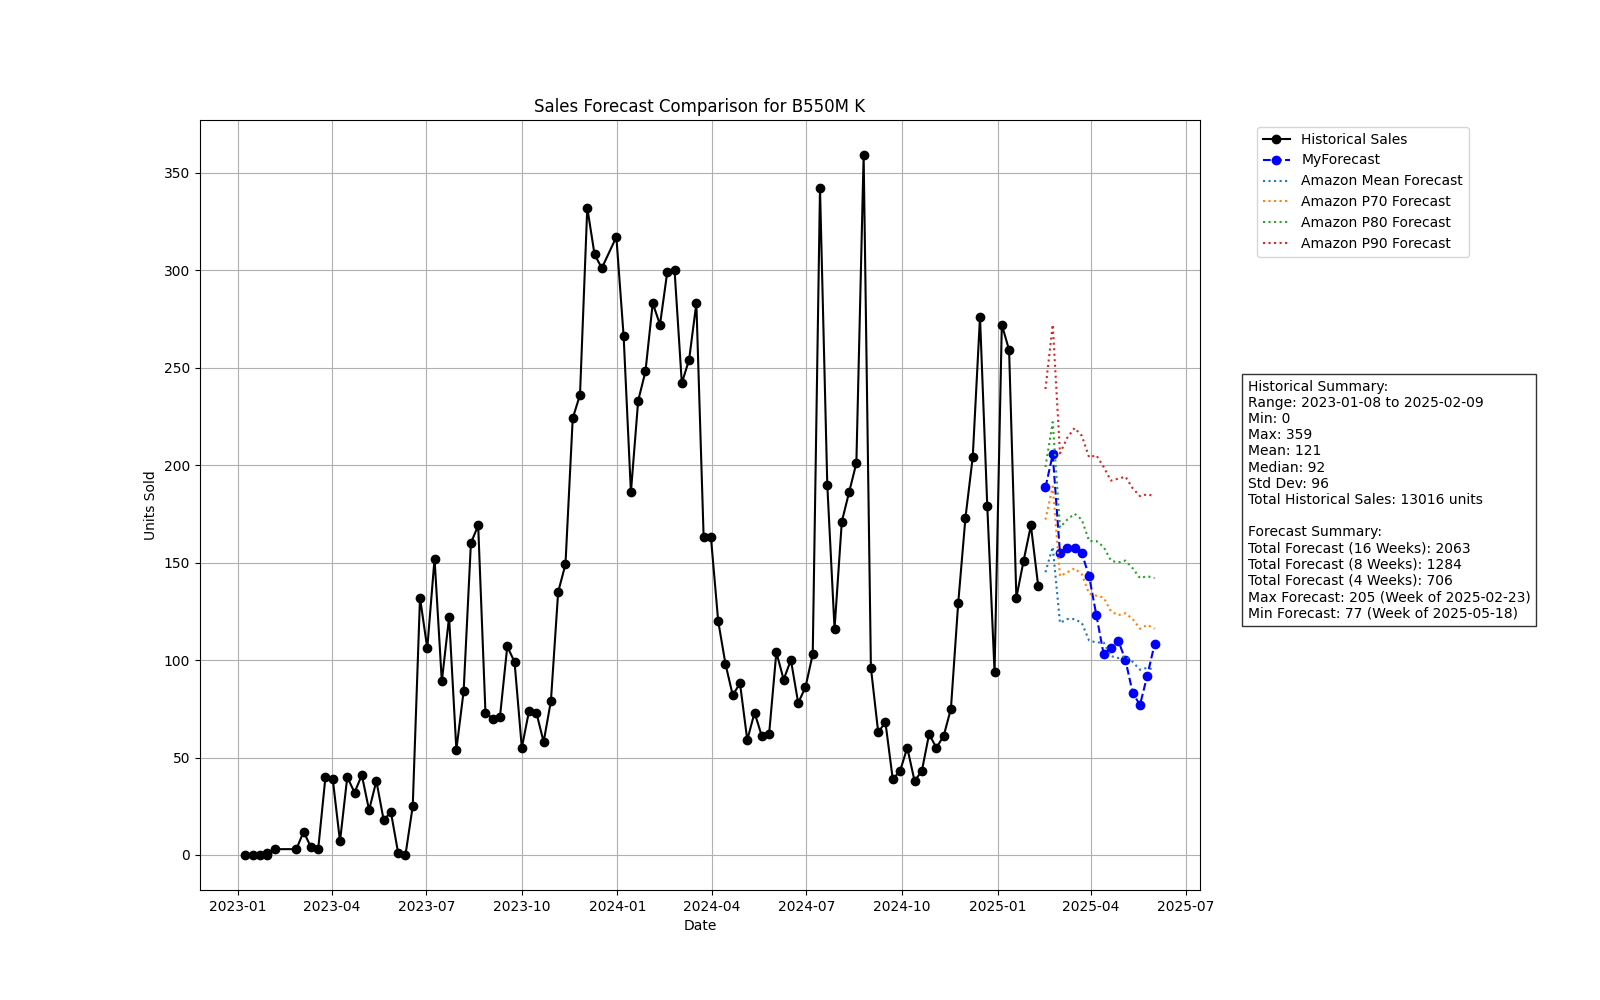 Sales Forecast Comparison for B550M K
Historical Sales
MyForecast
Amazon Mean Forecast
Amazon P70 Forecast
Amazon P80 Forecast
Amazon P90 Forecast
350
300
250
200
150
100
50
0
Units Sold
2023-01 2023-04 2023-07 2023-10 2024-01 2024-04 2024-07 2024-10 2025-01 2025-04 2025-07
Date
Historical Summary:
Range: 2023-01-08 to 2025-02-09
Min: 0
Max: 359
Mean: 121
Median: 92
Std Dev: 96
Total Historical Sales: 13016 units
Forecast Summary:
Total Forecast (16 Weeks): 2063
Total Forecast (8 Weeks): 1284
Total Forecast (4 Weeks): 706
Max Forecast: 205 (Week of 2025-02-23)
Min Forecast: 77 (Week of 2025-05-18)